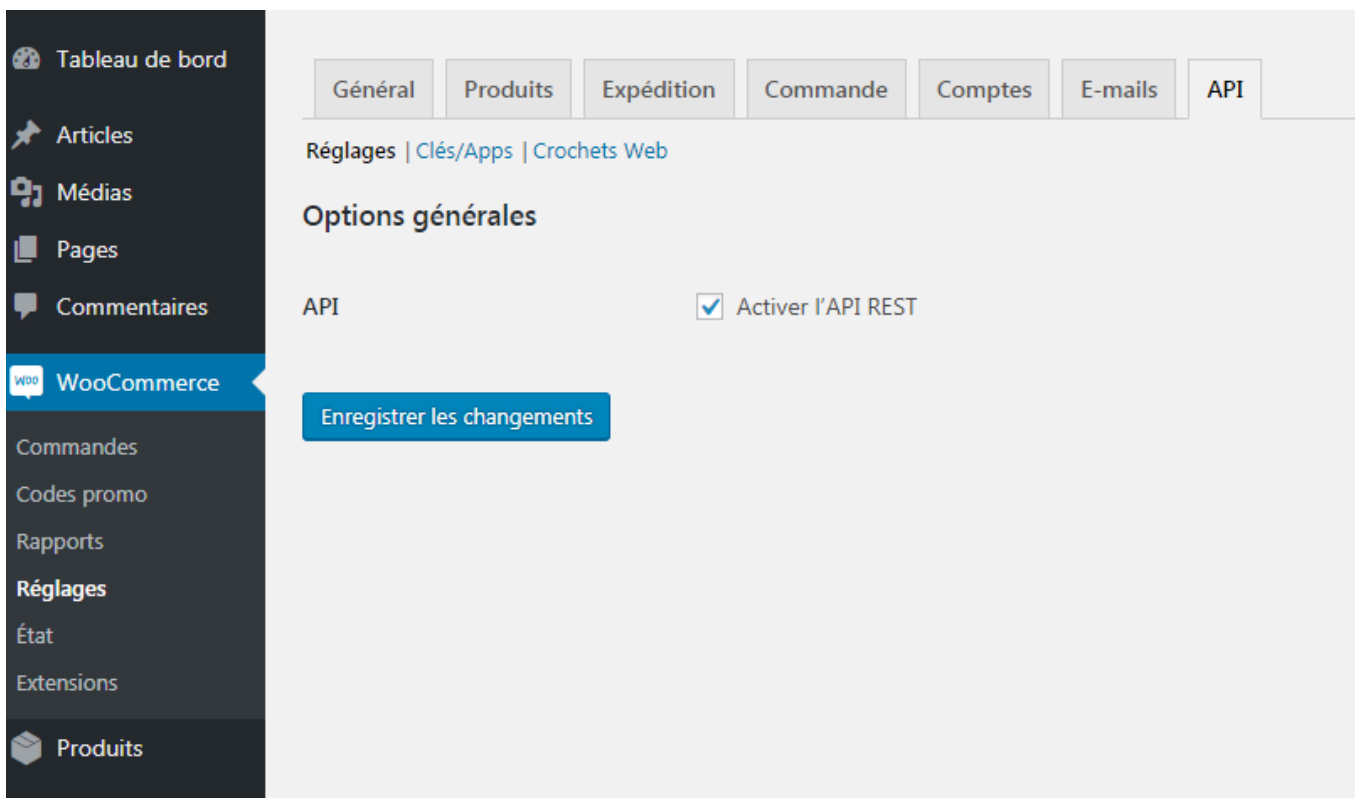 Tableau de bord
Articles
Médias
Pages
Commentaires
Woo WooCommerce
Commandes
Codes promo
Rapports
Réglages
État
Extensions
Produits
Général Produits Expédition Commande Comptes E-mails API
Réglages | Clés/Apps | Crochets Web
Options générales
API Activer l'API REST
Enregistrer les changements